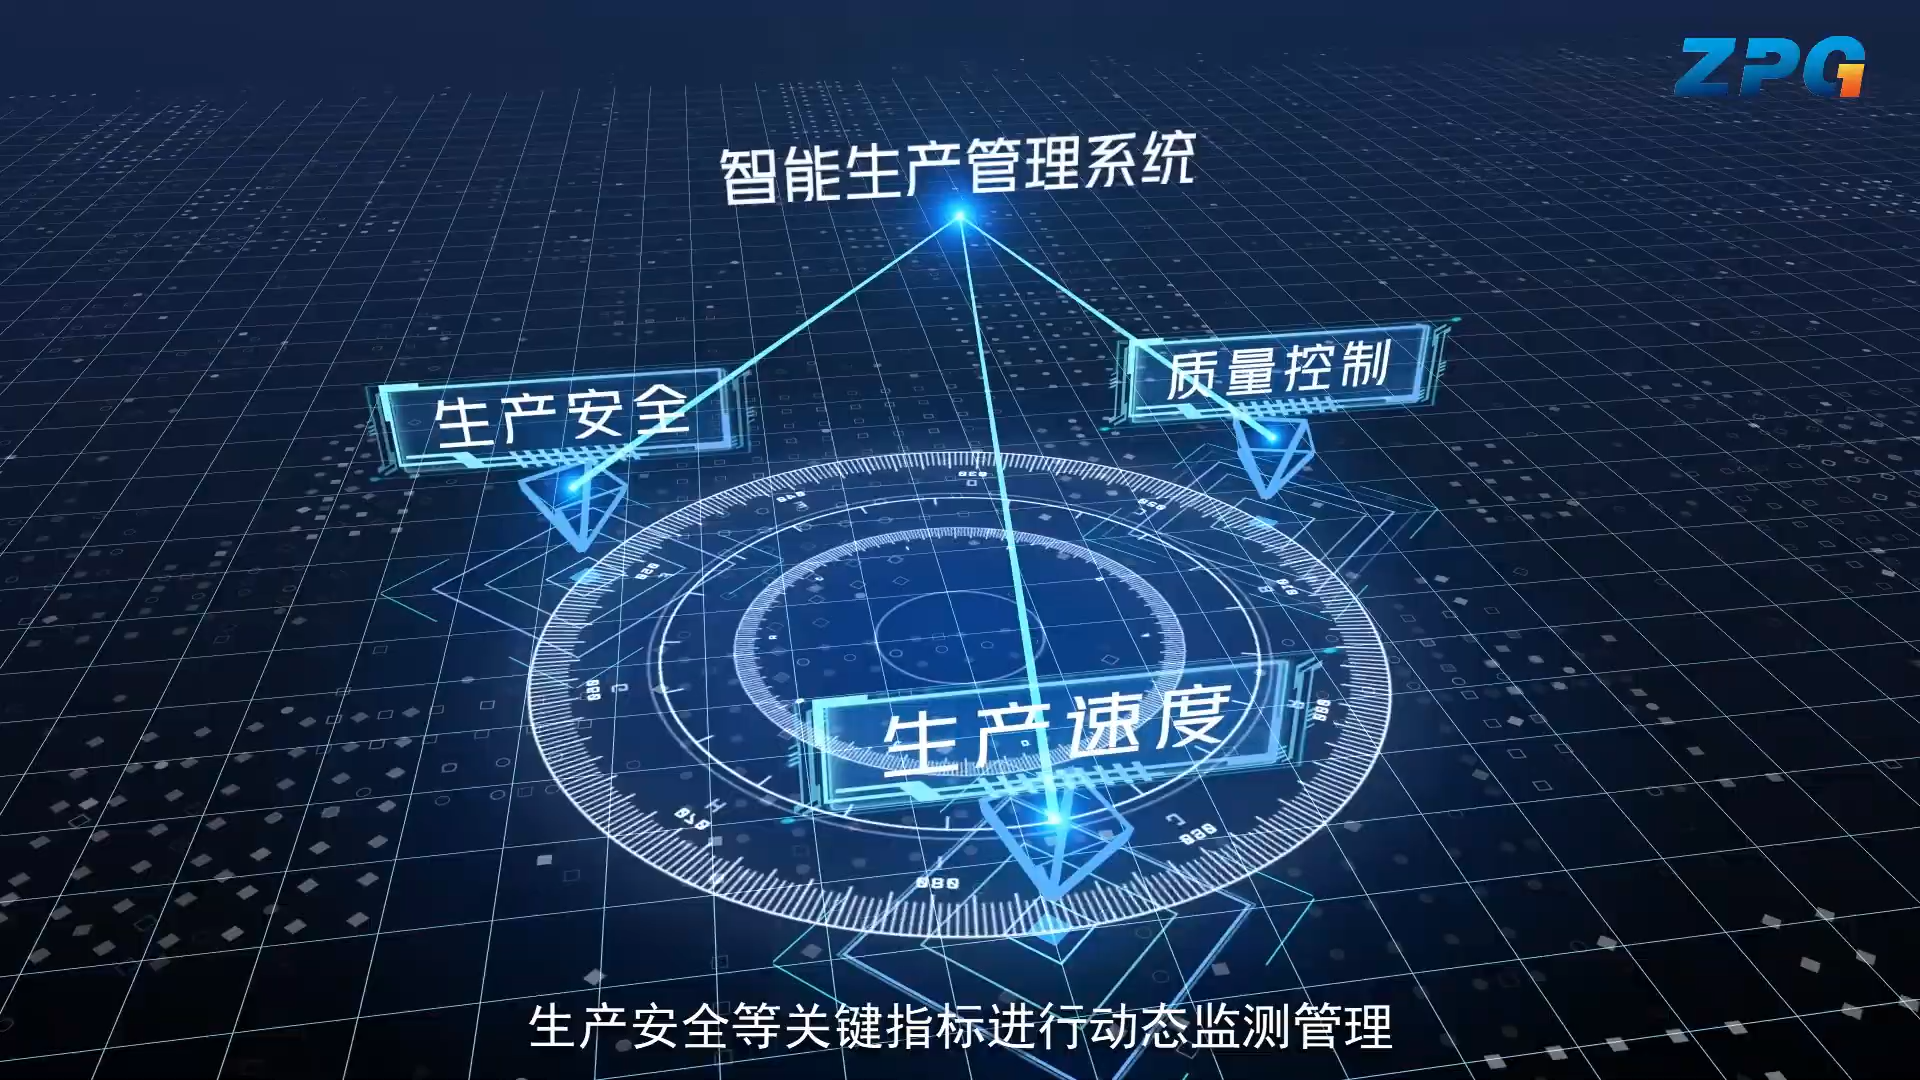 ZPG
智能生产管理系统
质量控制
生产安全
生产速度
080
生产安全等关键指标进行动态监测管理